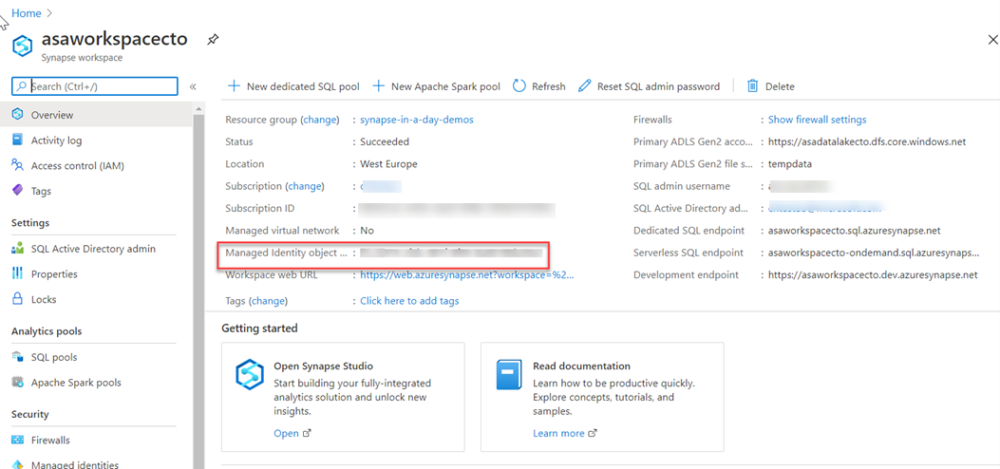 Home
asaworkspacecto
Synapse workspace
Search (Ctrl+/)
Overview
Activity log
Access control (IAM)
Tags
Settings
SQL Active Directory admin
Properties
Locks
Analytics pools
SQL pools
Apache Spark pools
Security
Firewalls
Managed identities
New dedicated SQL pool
New Apache Spark pool
Refresh
Reset SQL admin password
Delete
Resource group (change) : synapse-in-a-day-demos
Status : Succeeded
Location : West Europe
Subscription (change) :
Subscription ID :
Managed virtual network : No
Managed Identity object ... :
Workspace web URL : https://web.azuresynapse.net?workspace=%2...
Tags (change) : Click here to add tags
Firewalls : Show firewall settings
Primary ADLS Gen2 acco... : https://asadatalakecto.dfs.core.windows.net
Primary ADLS Gen2 file s... : tempdata
SQL admin username :
SQL Active Directory ad... :
Dedicated SQL endpoint : asaworkspacecto.sql.azuresynapse.net
Serverless SQL endpoint : asaworkspacecto-ondemand.sql.azuresynaps...
Development endpoint : https://asaworkspacecto.dev.azuresynapse.net
Getting started
Open Synapse Studio
Start building your fully-integrated
analytics solution and unlock new
insights.
Open
Read documentation
Learn how to be productive quickly.
Explore concepts, tutorials, and
samples.
Learn more